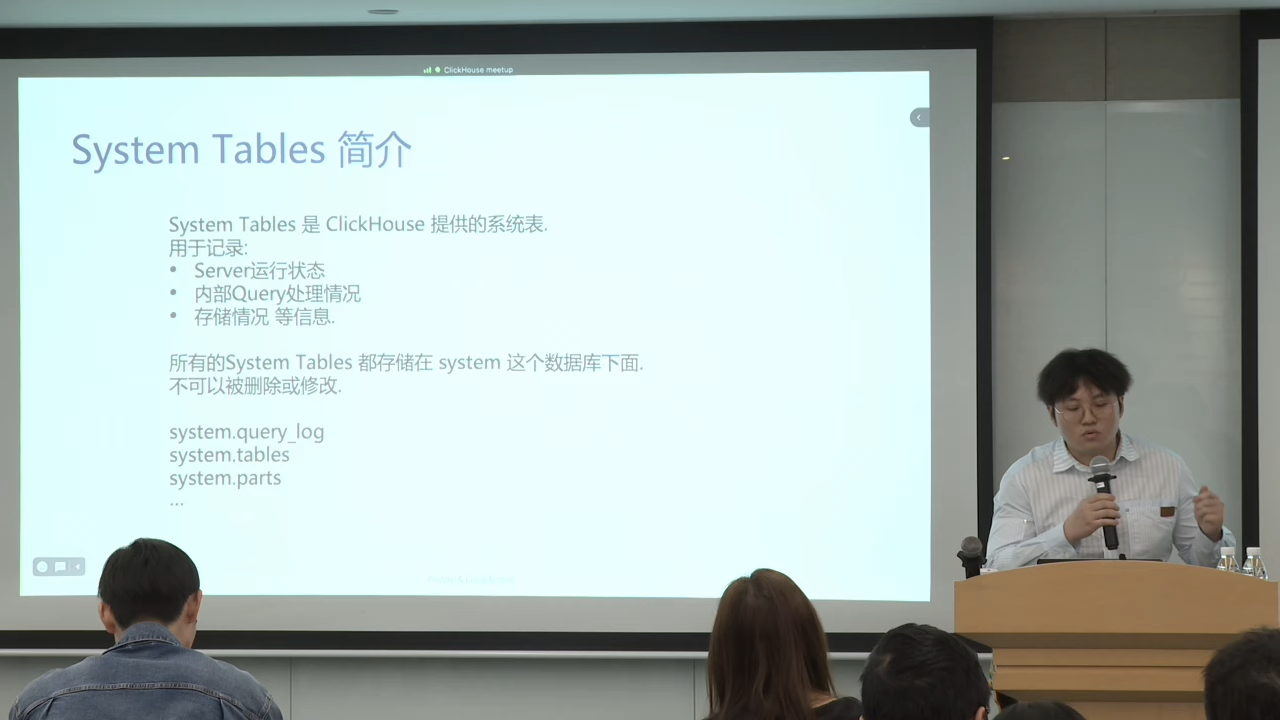 ClickHouse meetup
System Tables 简介
System Tables 是 ClickHouse 提供的系统表.
用于记录:
• Server运行状态
• 内部Query处理情况
• 存储情况 等信息.
所有的System Tables 都存储在 system 这个数据库下面.
不可以被删除或修改.
system.query_log
system.tables
system.parts
...